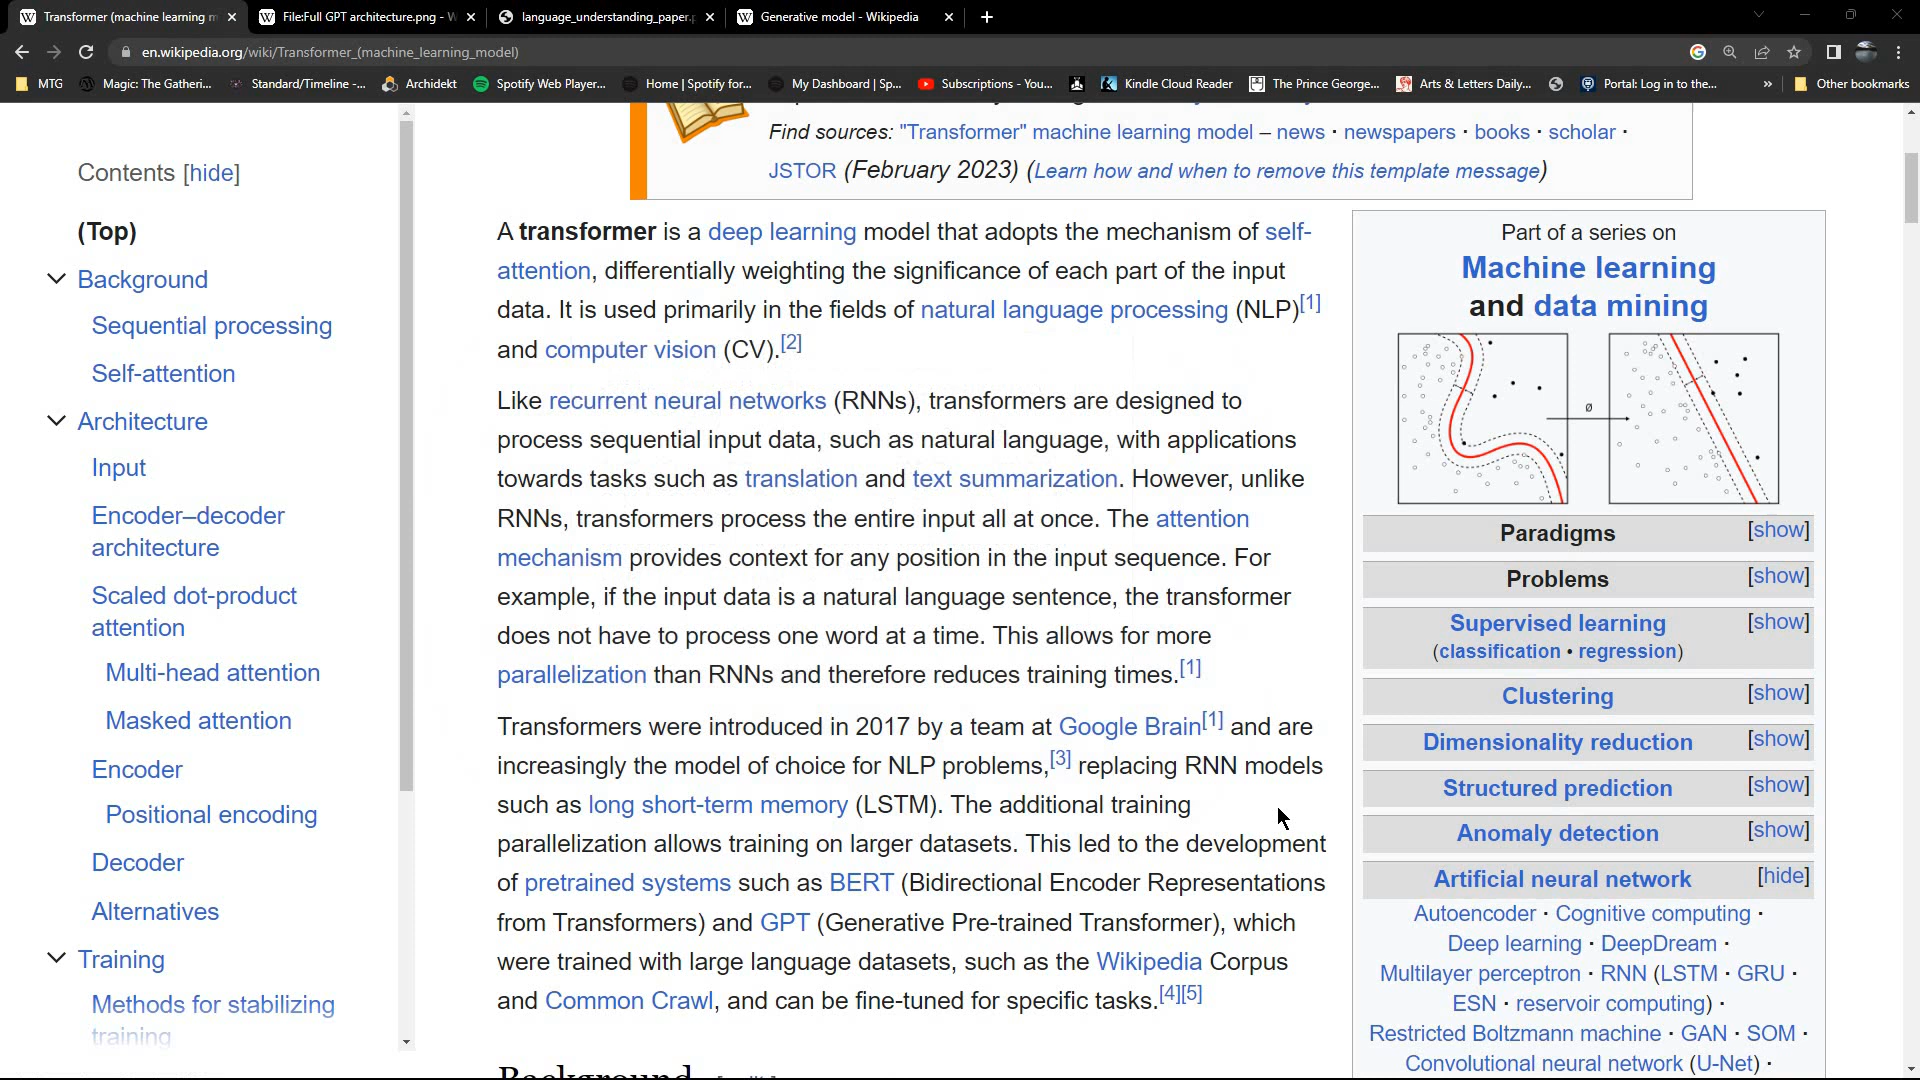 Transformer (machine learning m
File:Full GPT architecture.png - W
language_understanding_paper.p
Generative model - Wikipedia
en.wikipedia.org/wiki/Transformer_(machine_learning_model)
MTG
Magic: The Gatheri...
Standard/Timeline -...
Archidekt
Spotify Web Player...
Home | Spotify for...
My Dashboard | Sp...
Subscriptions - You...
Kindle Cloud Reader
The Prince George...
Arts & Letters Daily...
Portal: Log in to the...
»
Other bookmarks
Contents [hide]
(Top)
Background
Sequential processing
Self-attention
Architecture
Input
Encoder–decoder
architecture
Scaled dot-product
attention
Multi-head attention
Masked attention
Encoder
Positional encoding
Decoder
Alternatives
Training
Methods for stabilizing
training
Find sources: "Transformer" machine learning model – news · newspapers · books · scholar ·
JSTOR (February 2023) (Learn how and when to remove this template message)
A transformer is a deep learning model that adopts the mechanism of self-
attention, differentially weighting the significance of each part of the input
data. It is used primarily in the fields of natural language processing (NLP)[1]
and computer vision (CV).[2]
Like recurrent neural networks (RNNs), transformers are designed to
process sequential input data, such as natural language, with applications
towards tasks such as translation and text summarization. However, unlike
RNNs, transformers process the entire input all at once. The attention
mechanism provides context for any position in the input sequence. For
example, if the input data is a natural language sentence, the transformer
does not have to process one word at a time. This allows for more
parallelization than RNNs and therefore reduces training times.[1]
Transformers were introduced in 2017 by a team at Google Brain[1] and are
increasingly the model of choice for NLP problems,[3] replacing RNN models
such as long short-term memory (LSTM). The additional training
parallelization allows training on larger datasets. This led to the development
of pretrained systems such as BERT (Bidirectional Encoder Representations
from Transformers) and GPT (Generative Pre-trained Transformer), which
were trained with large language datasets, such as the Wikipedia Corpus
and Common Crawl, and can be fine-tuned for specific tasks.[4][5]
Background
Part of a series on
Machine learning
and data mining
ø
Paradigms [show]
Problems [show]
Supervised learning [show]
(classification • regression)
Clustering [show]
Dimensionality reduction [show]
Structured prediction [show]
Anomaly detection [show]
Artificial neural network [hide]
Autoencoder · Cognitive computing ·
Deep learning · DeepDream ·
Multilayer perceptron · RNN (LSTM · GRU ·
ESN · reservoir computing) ·
Restricted Boltzmann machine · GAN · SOM ·
Convolutional neural network (U-Net) ·